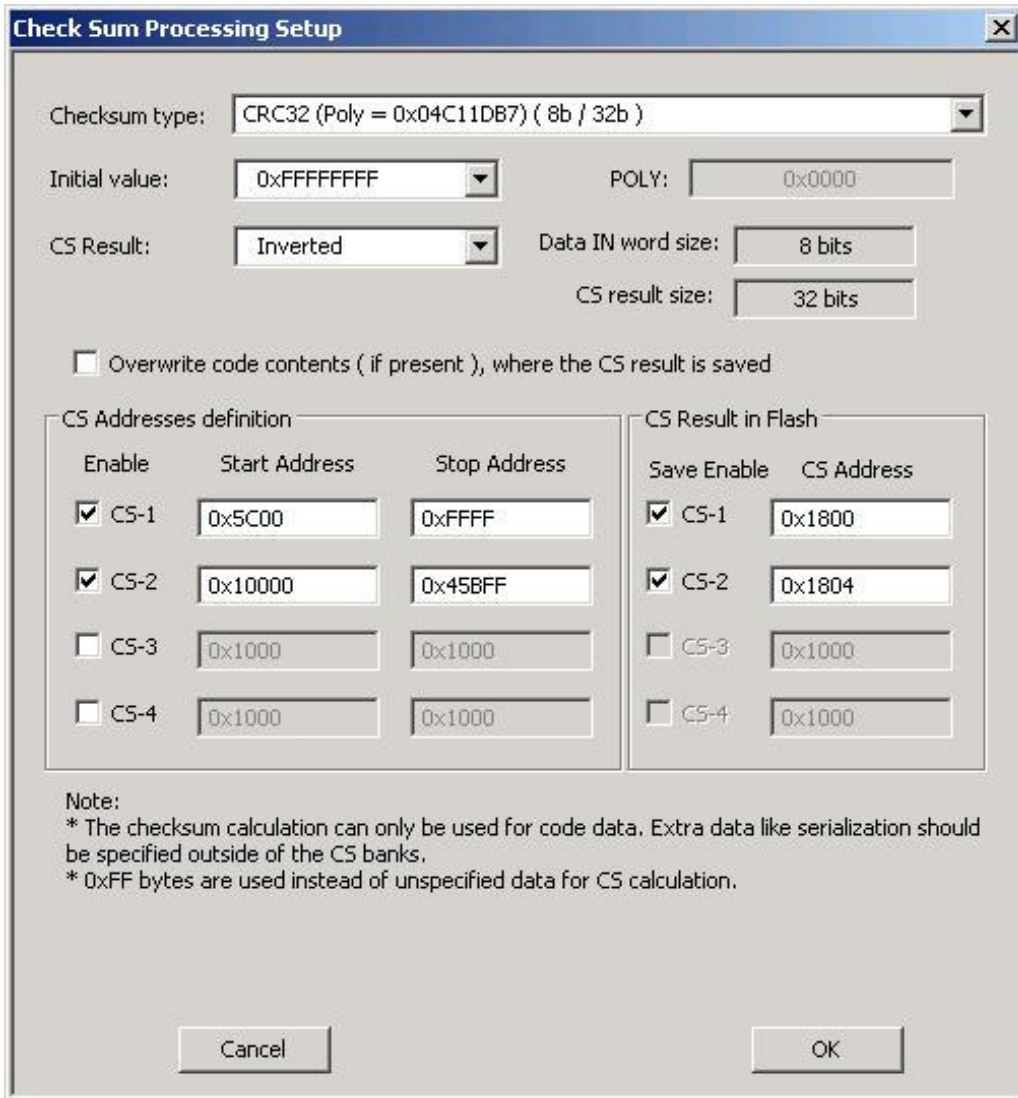 Check Sum Processing Setup
Checksum type: CRC32 (Poly = 0x04C11DB7) ( 8b / 32b )
Initial value: 0xFFFFFFFF POLY: 0x0000
CS Result: Inverted Data IN word size: 8 bits
CS result size: 32 bits
Overwrite code contents ( if present ), where the CS result is saved
CS Addresses definition CS Result in Flash
Enable Start Address Stop Address Save Enable CS Address
CS-1 0x5C00 0xFFFF CS-1 0x1800
CS-2 0x10000 0x45BFF CS-2 0x1804
CS-3 0x1000 0x1000 CS-3 0x1000
CS-4 0x1000 0x1000 CS-4 0x1000
Note:
* The checksum calculation can only be used for code data. Extra data like serialization should
be specified outside of the CS banks.
* 0xFF bytes are used instead of unspecified data for CS calculation.
Cancel OK